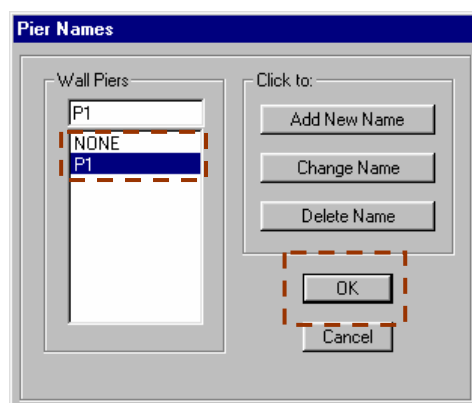 Pier Names
Wall Piers
P1
NONE
P1
Click to:
Add New Name
Change Name
Delete Name
OK
Cancel